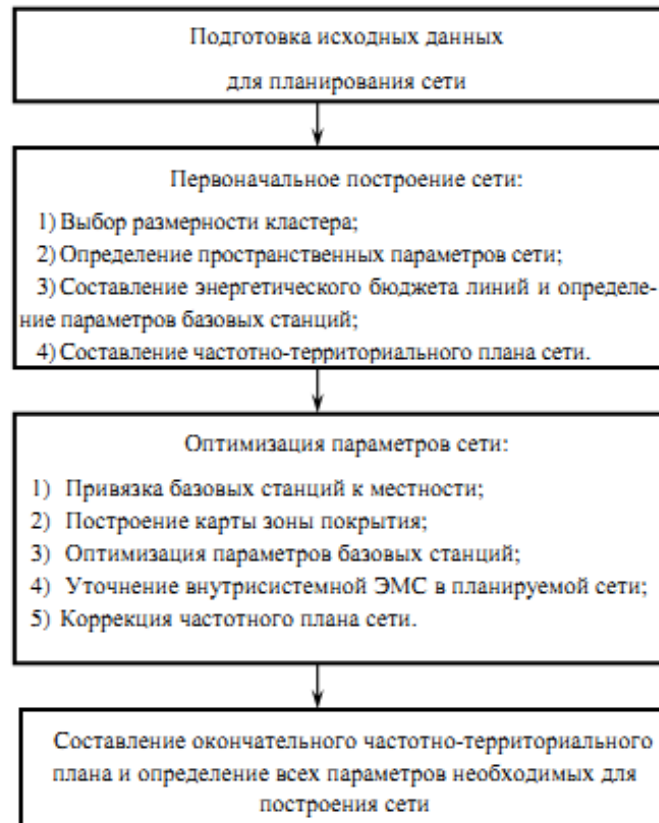 Подготовка исходных данных
для планирования сети
Первоначальное построение сети:
1) Выбор размерности кластера;
2) Определение пространственных параметров сети;
3) Составление энергетического бюджета линий и определе-
ние параметров базовых станций;
4) Составление частотно-территориального плана сети.
Оптимизация параметров сети:
1) Привязка базовых станций к местности;
2) Построение карты зоны покрытия;
3) Оптимизация параметров базовых станций;
4) Уточнение внутрисистемной ЭМС в планируемой сети;
5) Коррекция частотного плана сети.
Составление окончательного частотно-территориального
плана и определение всех параметров необходимых для
построения сети